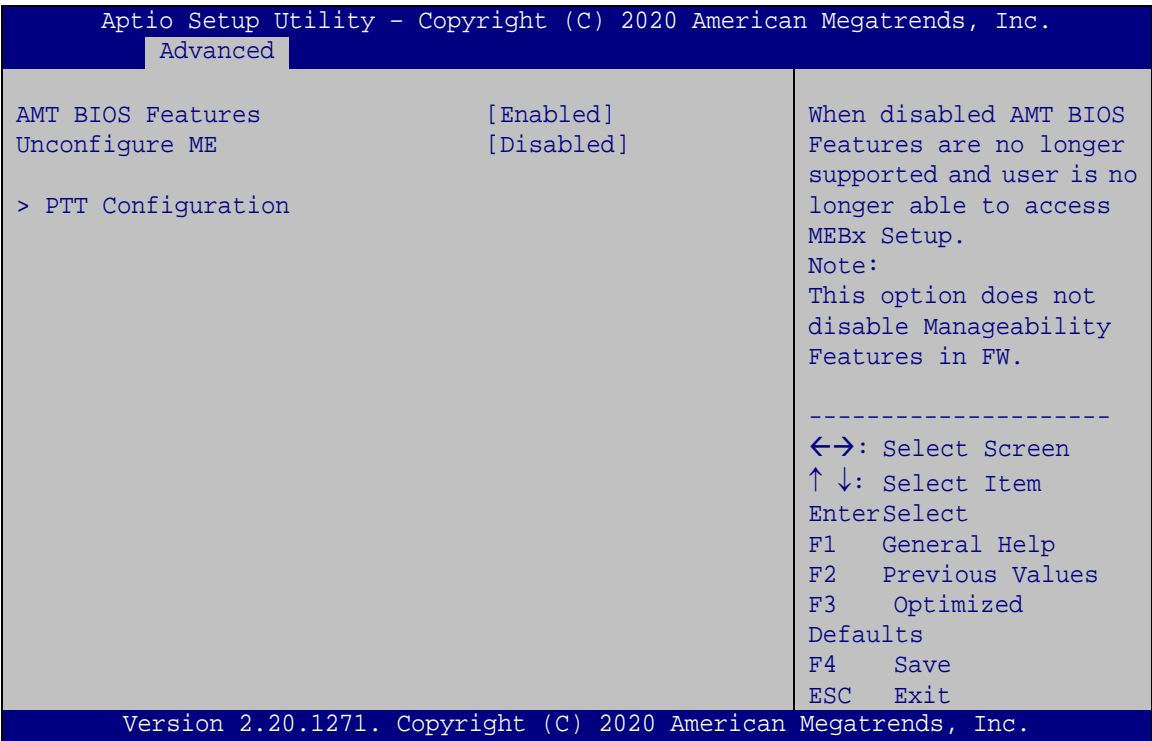 Aptio Setup Utility – Copyright (C) 2020 American Megatrends, Inc.
Advanced
AMT BIOS Features [Enabled]
Unconfigure ME [Disabled]
> PTT Configuration
When disabled AMT BIOS
Features are no longer
supported and user is no
longer able to access
MEBx Setup.
Note:
This option does not
disable Manageability
Features in FW.
---------------------
←→: Select Screen
↑ ↓: Select Item
EnterSelect
F1 General Help
F2 Previous Values
F3 Optimized
Defaults
F4 Save
ESC Exit
Version 2.20.1271. Copyright (C) 2020 American Megatrends, Inc.